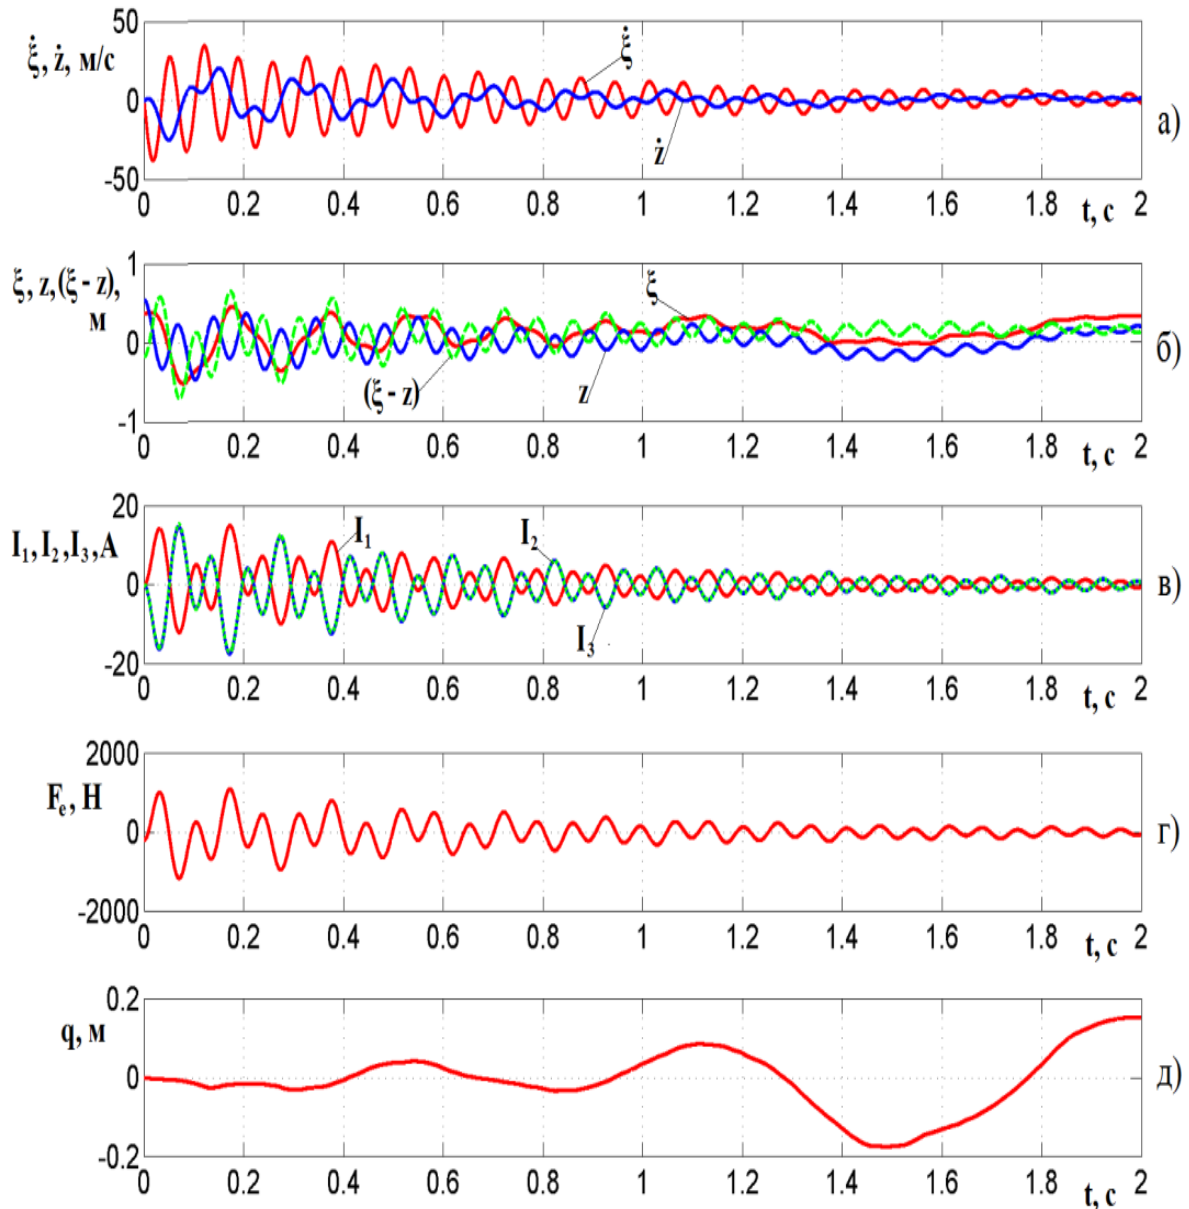 50
ξ̇, ż, м/с
ξ̇
0
а)
ż
-50
0 0.2 0.4 0.6 0.8 1 1.2 1.4 1.6 1.8 t, с 2
1
ξ, z, (ξ - z),
м
ξ
0
б)
(ξ - z)
z
-1
0 0.2 0.4 0.6 0.8 1 1.2 1.4 1.6 1.8 t, с 2
20
I₁, I₂, I₃, А
I₁
I₂
0
в)
I₃
-20
0 0.2 0.4 0.6 0.8 1 1.2 1.4 1.6 1.8 t, с 2
2000
Fₑ, Н
0
г)
-2000
0 0.2 0.4 0.6 0.8 1 1.2 1.4 1.6 1.8 t, с 2
0.2
q, м
0
д)
-0.2
0 0.2 0.4 0.6 0.8 1 1.2 1.4 1.6 1.8 t, с 2